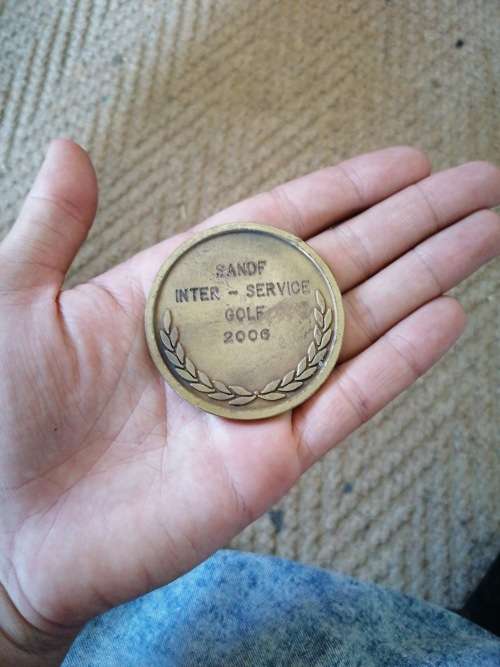 SANDF
INTER - SERVICE
GOLF
2006